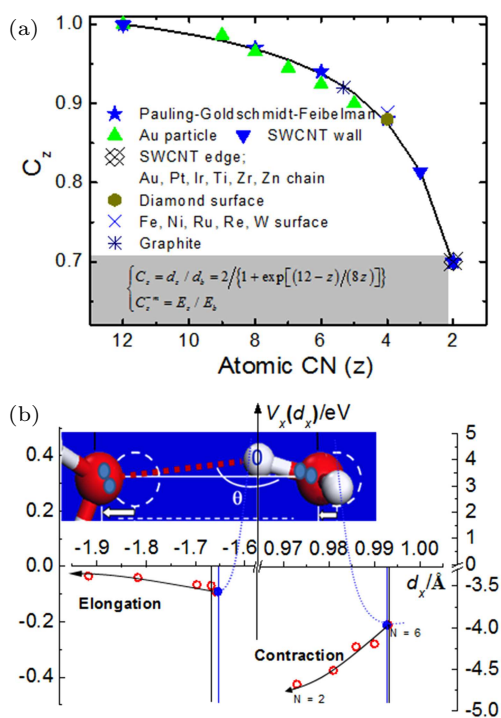 (a)
1.0
0.9
0.8
0.7
C_z
Pauling-Goldschmidt-Feibelman
Au particle SWCNT wall
SWCNT edge;
Au, Pt, Ir, Ti, Zr, Zn chain
Diamond surface
Fe, Ni, Ru, Re, W surface
Graphite
C_z = d_z / d_b = 2/{1 + exp[(12 − z)/(8z)]}
C_z^{-m} = E_z / E_b
12 10 8 6 4 2
Atomic CN (z)
(b)
V_x(d_x)/eV
0.4
0.2
0.0
-0.2
-0.4
5
4
3
2
1
0
-3.5
-4.0
-4.5
-5.0
0
θ
-1.9 -1.8 -1.7 -1.6 0.97 0.98 0.99 1.00
d_x/Å
Elongation
Contraction
N = 6
N = 2